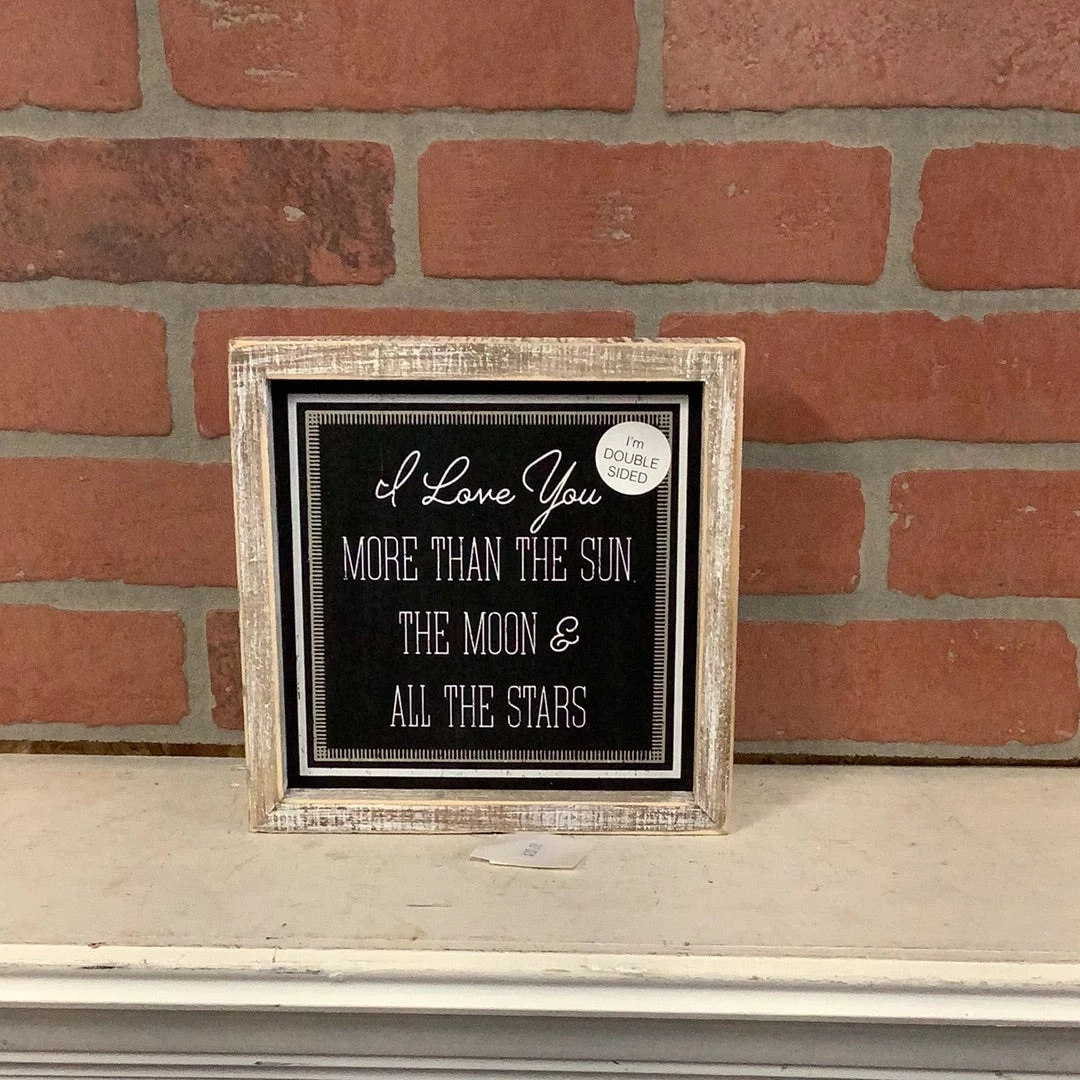 I Love You
MORE THAN THE SUN,
THE MOON &
ALL THE STARS
I'm
DOUBLE
SIDED